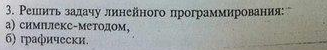 3. Решить задачу линейного программирования:
а) симплекс-методом,
б) графически.